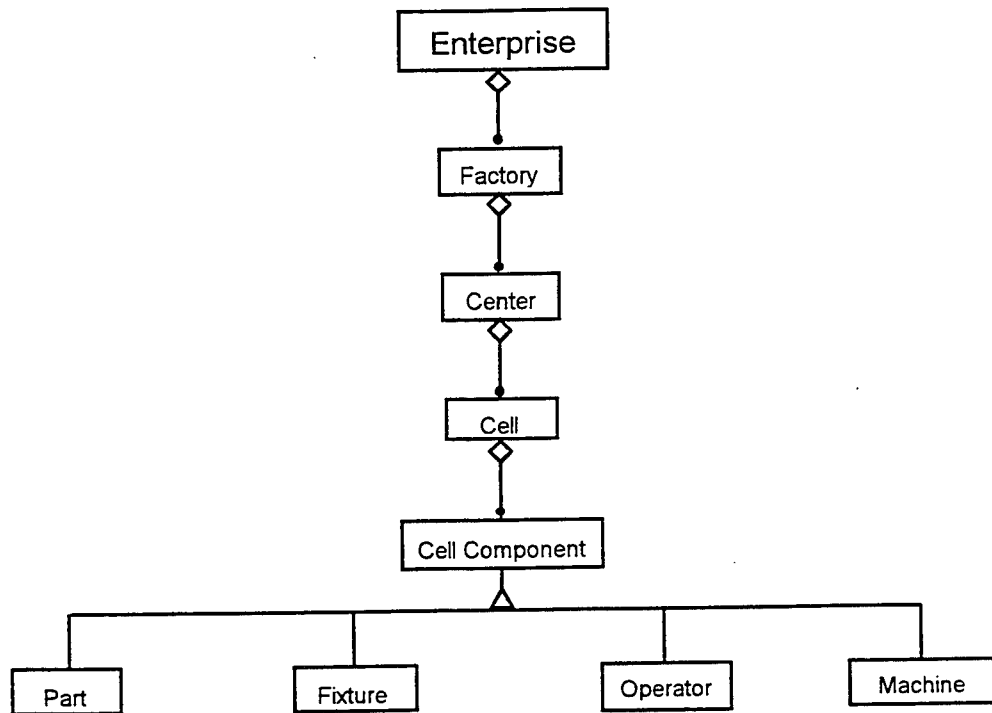 Enterprise
Factory
Center
Cell
Cell Component
Part
Fixture
Operator
Machine